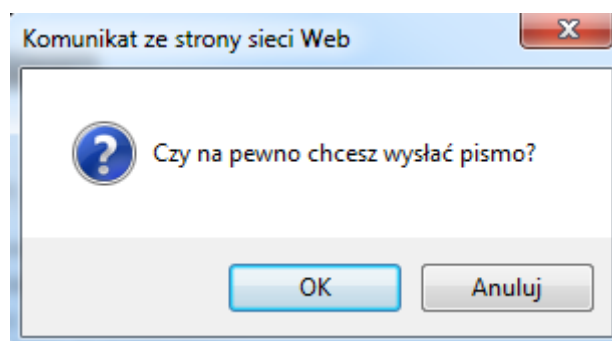 Komunikat ze strony sieci Web
Czy na pewno chcesz wysłać pismo?
OK
Anuluj